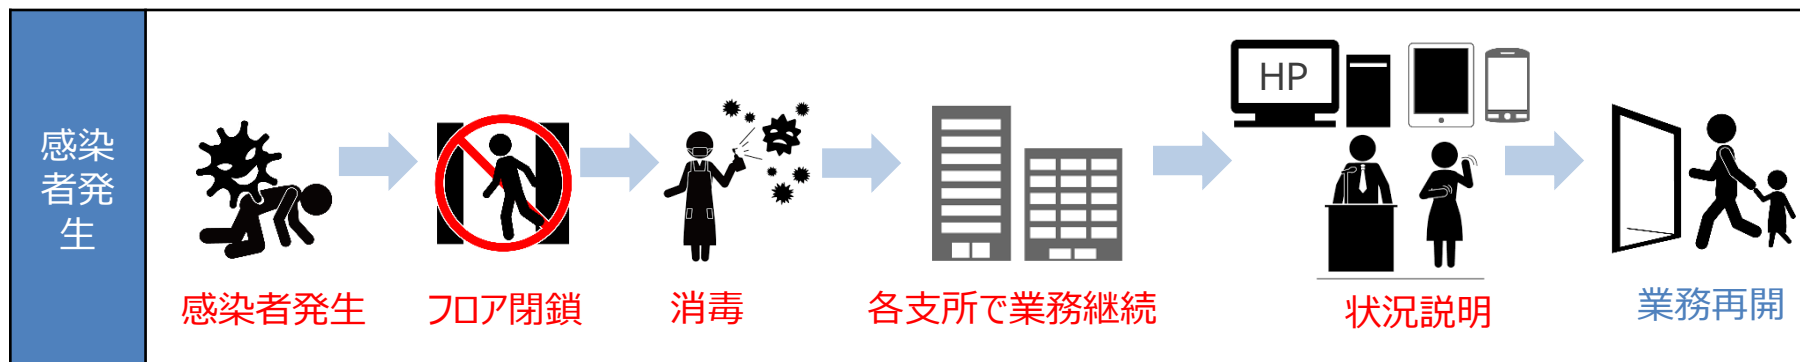 感染
者発
生
HP
感染者発生
フロア閉鎖
消毒
各支所で業務継続
状況説明
業務再開